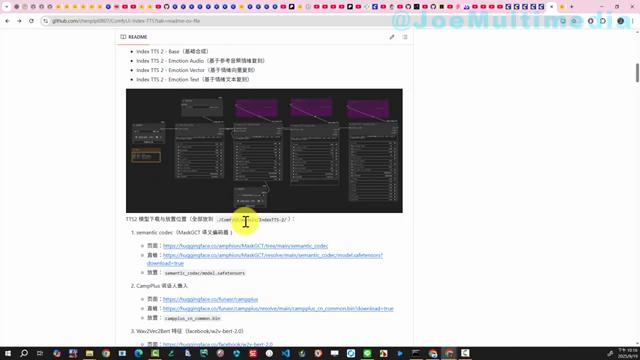 @JoeMultimedia
github.com/chenpipi0807/ComfyUI-Index-TTS?tab=readme-ov-file
README
Index TTS 2 - Base（基础合成）
Index TTS 2 - Emotion Audio（基于参考音频情绪复刻）
Index TTS 2 - Emotion Vector（基于情绪向量复刻）
Index TTS 2 - Emotion Text（基于情绪文本复刻）
TTS2 模型下载与放置位置（全部放到 ./ComfyUI/models/IndexTTS-2/ ）：
1. semantic codec（MaskGCT 语义编码器 ）
页面：https://huggingface.co/amphion/MaskGCT/tree/main/semantic_codec
直链：https://huggingface.co/amphion/MaskGCT/resolve/main/semantic_codec/model.safetensors?
download=true
放置： semantic_codec/model.safetensors
2. CampPlus 说话人嵌入
页面：https://huggingface.co/funasr/campplus
直链：https://huggingface.co/funasr/campplus/resolve/main/campplus_cn_common.bin?download=true
放置： campplus_cn_common.bin
3. Wav2Vec2Bert 特征（facebook/w2v-bert-2.0）
页面：https://huggingface.co/facebook/w2v-bert-2.0